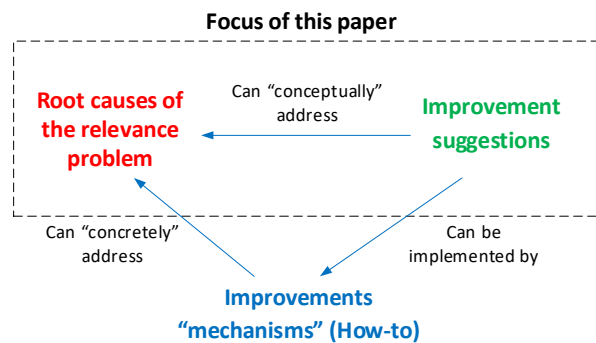 Focus of this paper
Root causes of
the relevance
problem
Can “conceptually”
address
Improvement
suggestions
Can “concretely”
address
Can be
implemented by
Improvements
“mechanisms” (How-to)